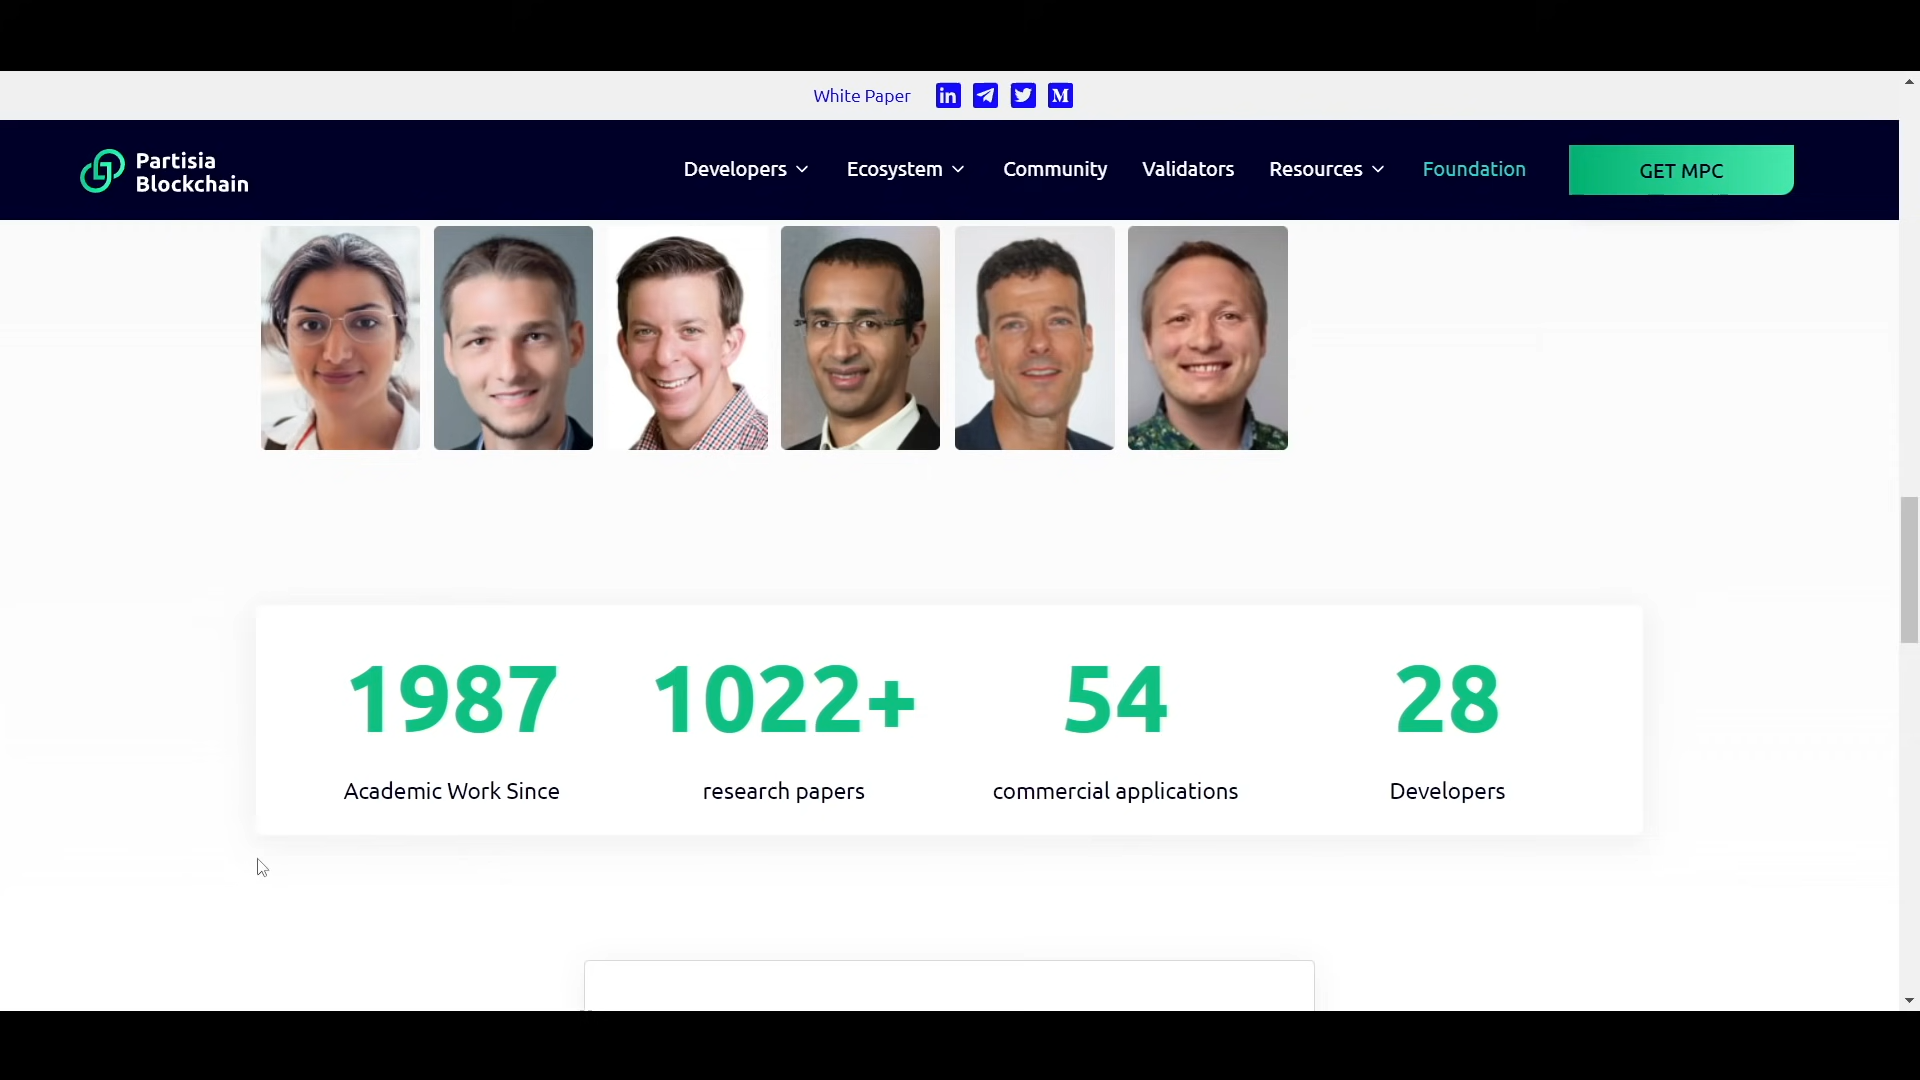 White Paper
Partisia
Blockchain
Developers
Ecosystem
Community
Validators
Resources
Foundation
GET MPC
1987
1022+
54
28
Academic Work Since
research papers
commercial applications
Developers